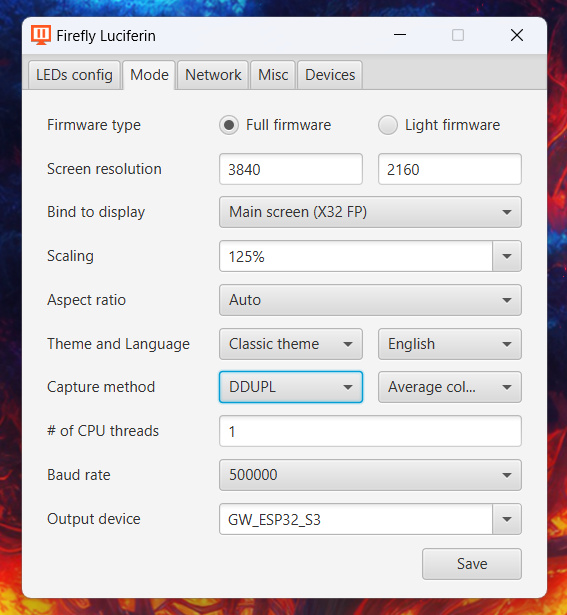 Firefly Luciferin
LEDs config Mode Network Misc Devices
Firmware type Full firmware Light firmware
Screen resolution 3840 2160
Bind to display Main screen (X32 FP)
Scaling 125%
Aspect ratio Auto
Theme and Language Classic theme English
Capture method DDUPL Average col...
# of CPU threads 1
Baud rate 500000
Output device GW_ESP32_S3
Save